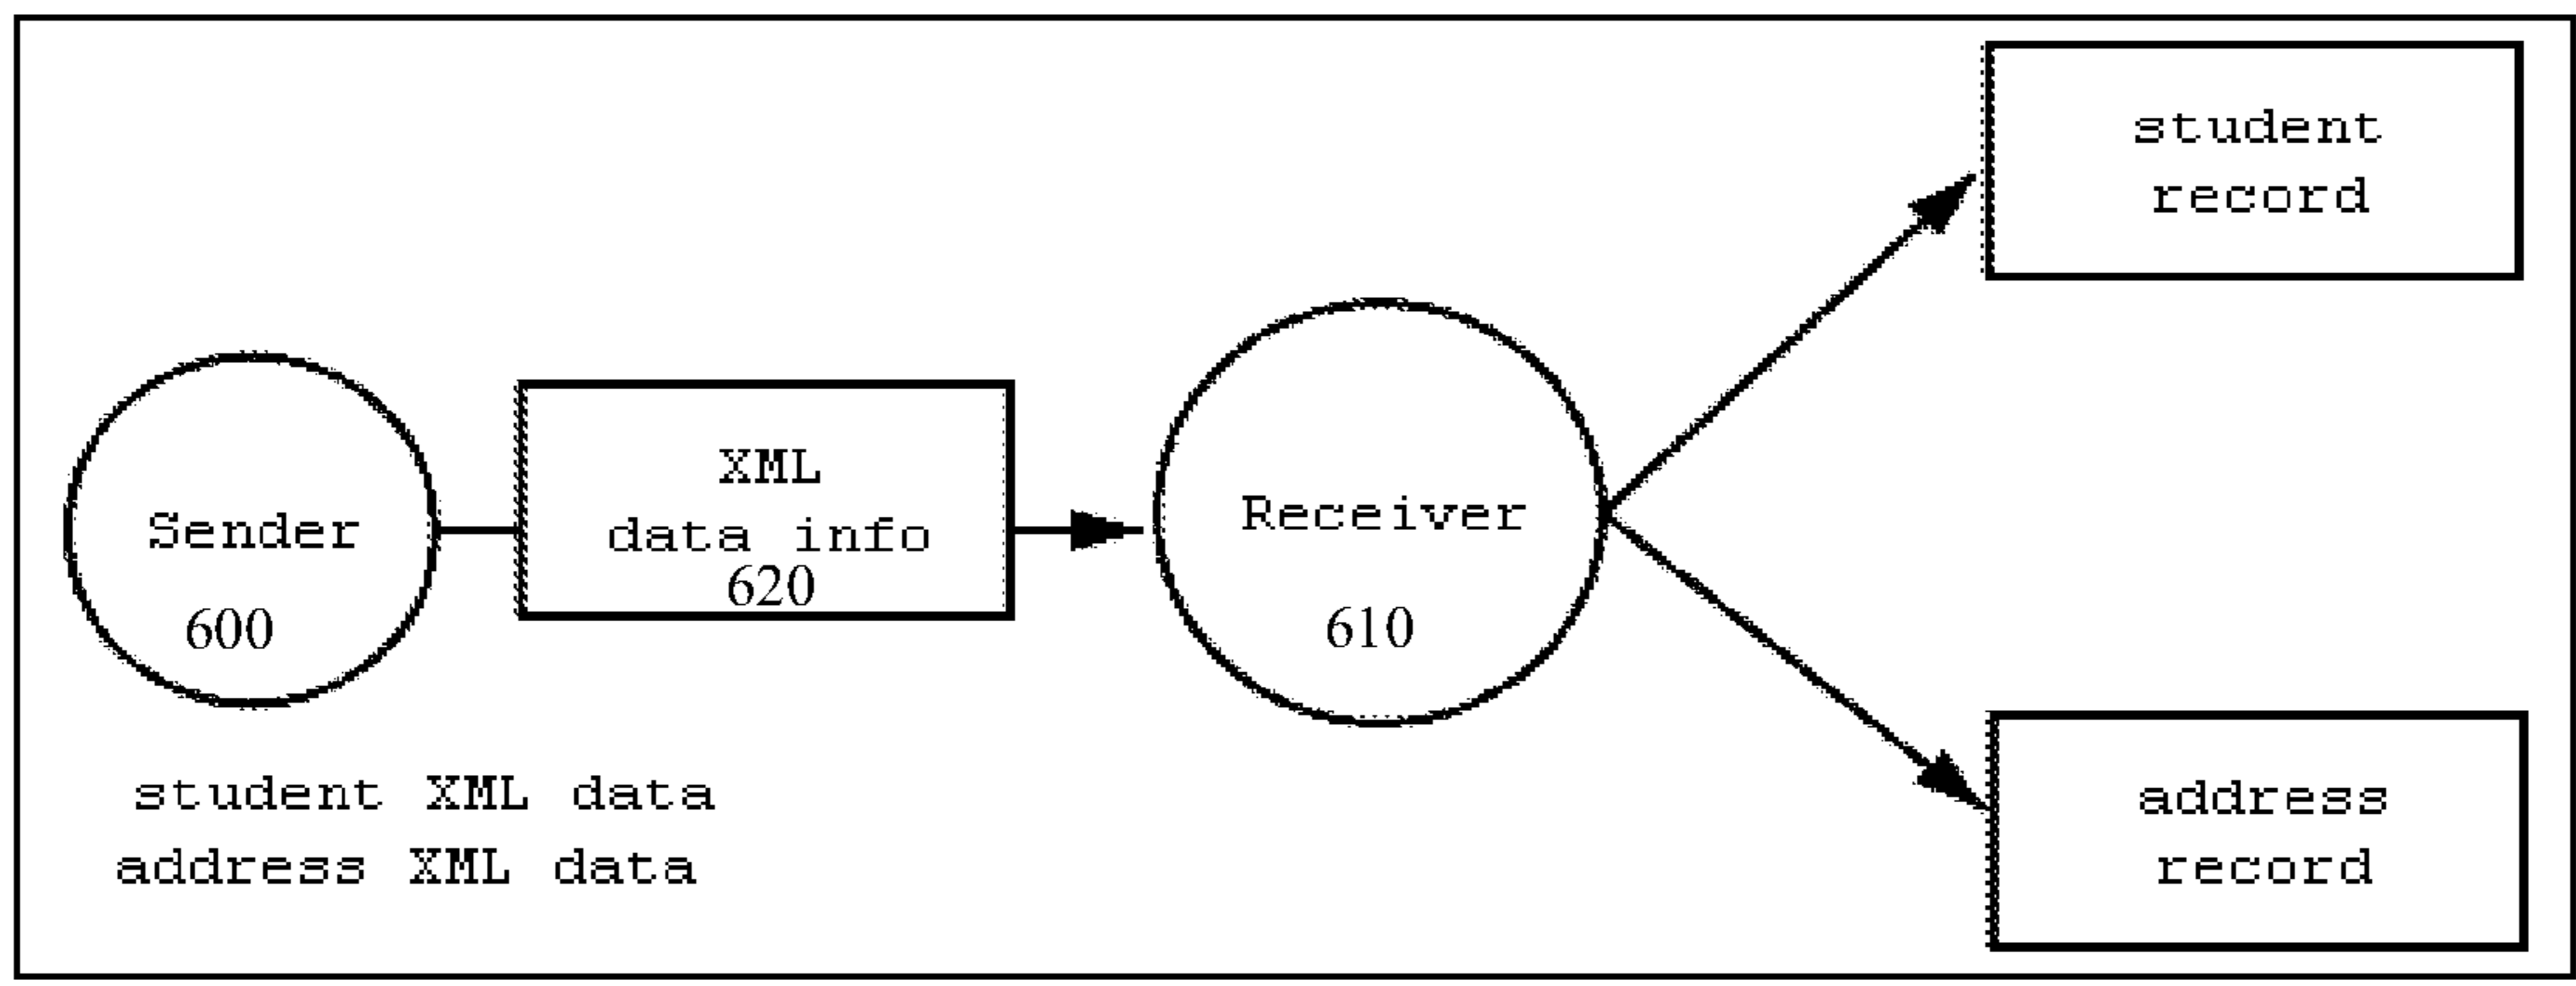 student
record
Sender
600
XML
data info
620
Receiver
610
student XML data
address XML data
address
record